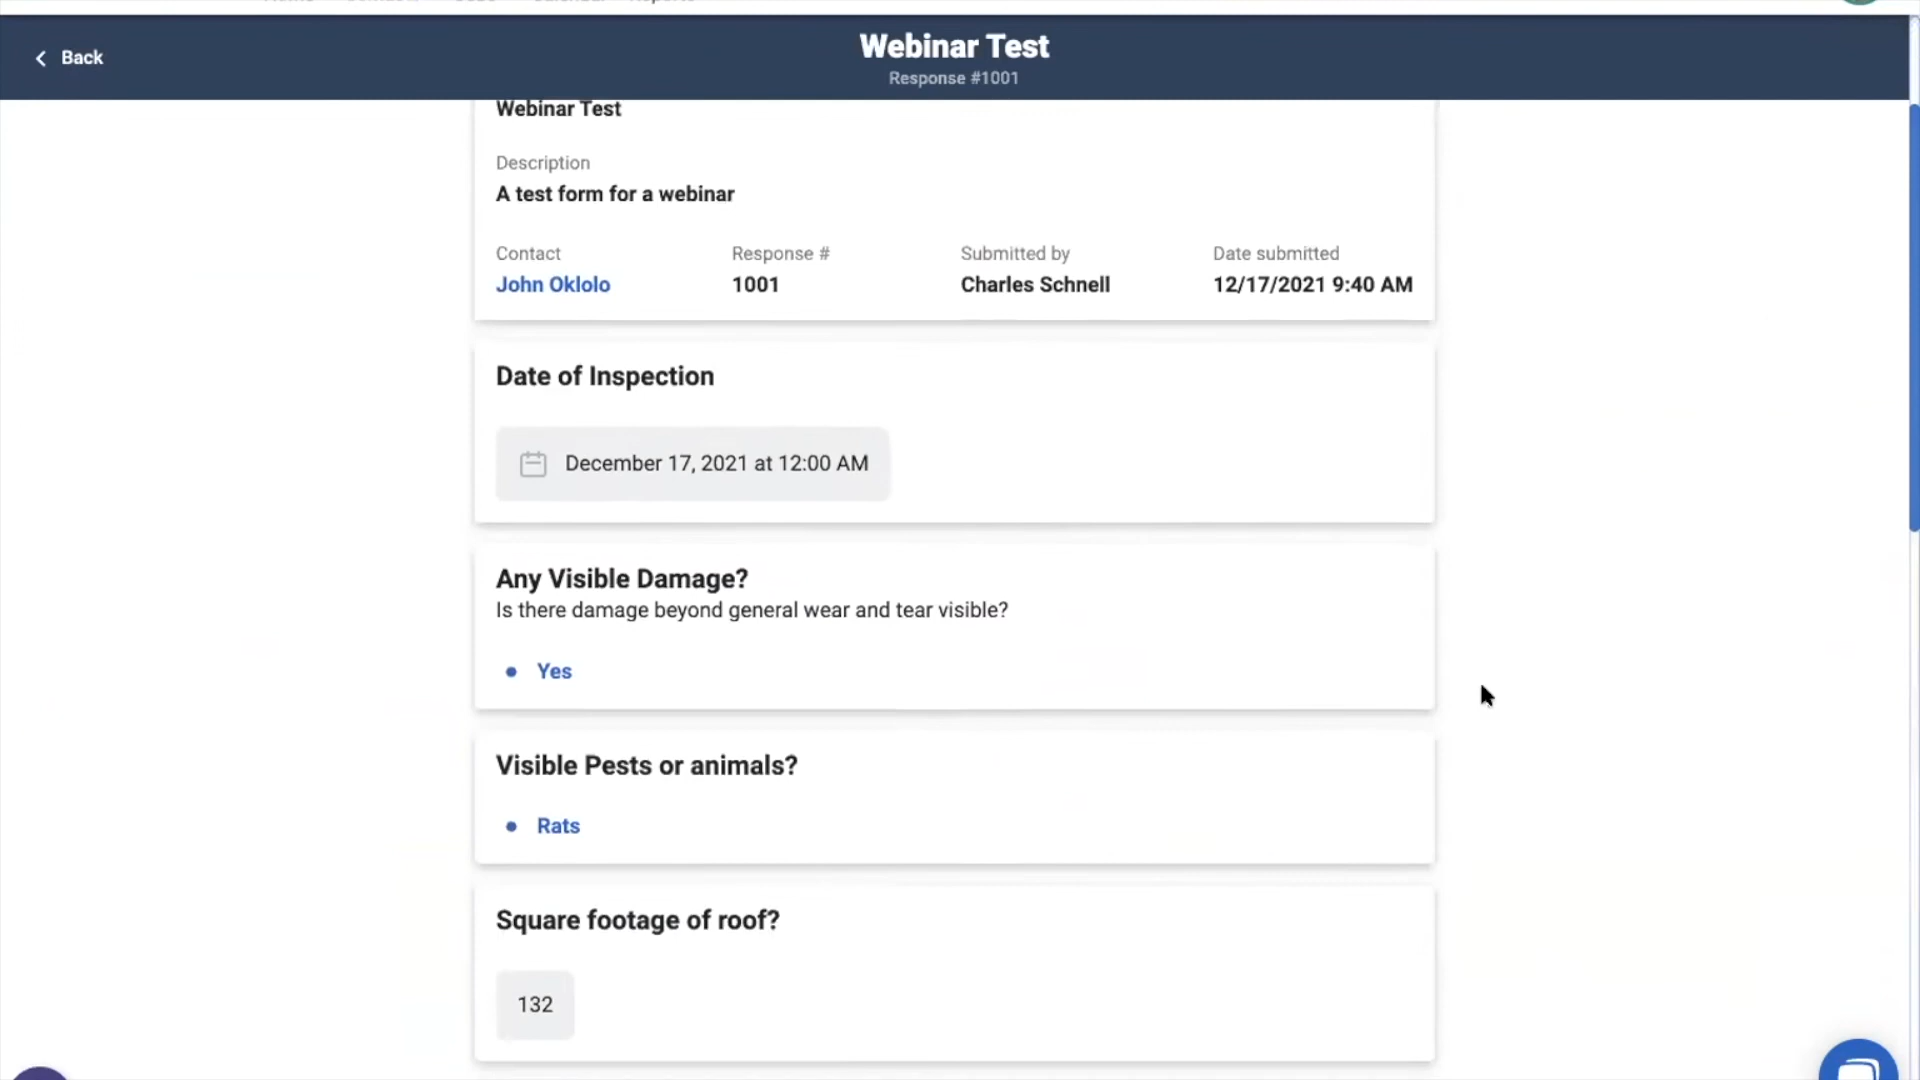 Back
Webinar Test
Response #1001
Webinar Test
Description
A test form for a webinar
Contact
Response #
Submitted by
Date submitted
John Oklolo
1001
Charles Schnell
12/17/2021 9:40 AM
Date of Inspection
December 17, 2021 at 12:00 AM
Any Visible Damage?
Is there damage beyond general wear and tear visible?
Yes
Visible Pests or animals?
Rats
Square footage of roof?
132